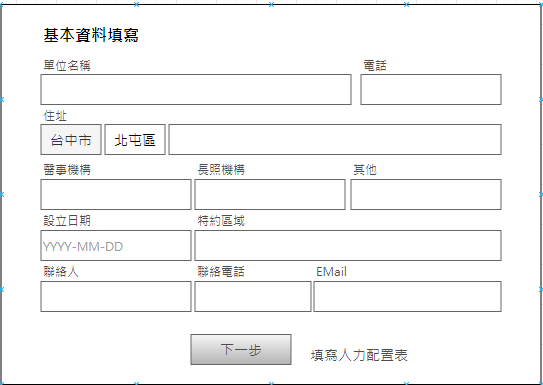 基本資料填寫
單位名稱 電話
住址
台中市 北屯區
醫事機構 長照機構 其他
設立日期 特約區域
YYYY-MM-DD
聯絡人 聯絡電話 EMail
下一步 填寫人力配置表